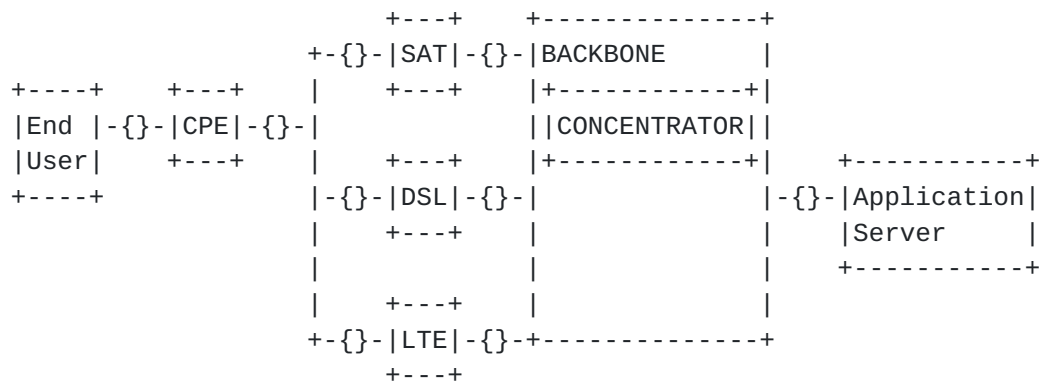 +---+    +--------------+
                  +-{}-|SAT|-{}-|BACKBONE      |
+----+    +---+   |    +---+    |+------------+|
|End |-{}-|CPE|-{}-|            ||CONCENTRATOR||
|User|    +---+   |    +---+    |+------------+|    +-----------+
+----+            |-{}-|DSL|-{}-|              |-{}-|Application|
                  |    +---+    |              |    |Server     |
                  |             |              |    +-----------+
                  |    +---+    |              |
                  +-{}-|LTE|-{}-+--------------+
                       +---+